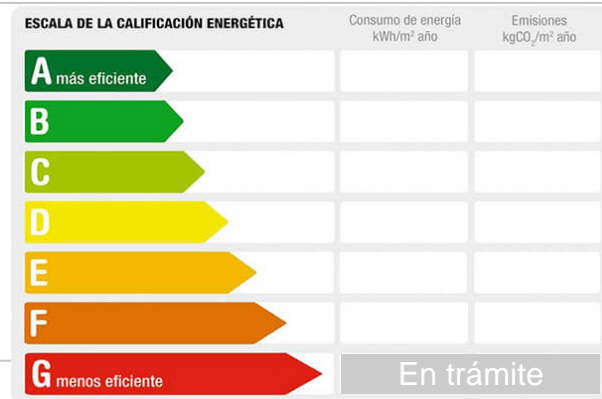 ESCALA DE LA CALIFICACIÓN ENERGÉTICA
Consumo de energía
kWh/m² año
Emisiones
kgCO₂/m² año
A más eficiente
B
C
D
E
F
G menos eficiente
En trámite